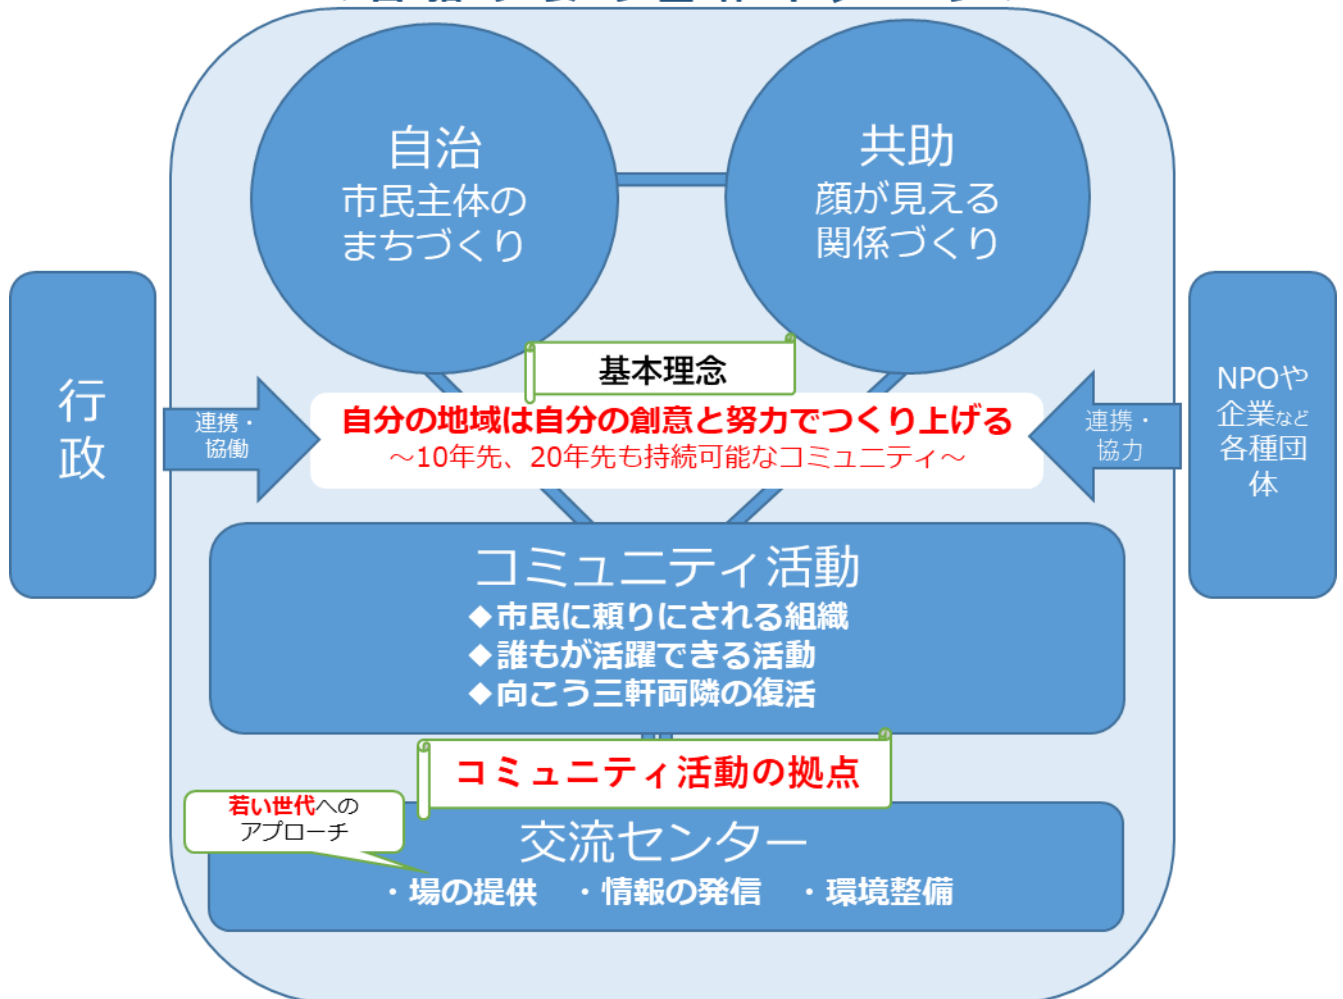 自治
市民主体の
まちづくり
共助
顔が見える
関係づくり
行
政
連携・
協働
基本理念
自分の地域は自分の創意と努力でつくり上げる
～10年先、20年先も持続可能なコミュニティ～
連携・
協力
NPOや
企業など
各種団
体
コミュニティ活動
◆市民に頼りにされる組織
◆誰もが活躍できる活動
◆向こう三軒両隣の復活
コミュニティ活動の拠点
若い世代への
アプローチ
交流センター
・場の提供　・情報の発信　・環境整備